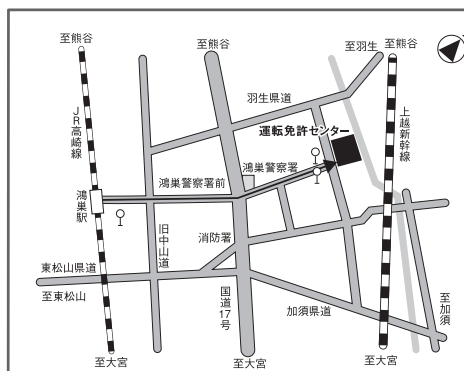 至熊谷
至熊谷
至羽生
至熊谷
JR高崎線
羽生県道
上越新幹線
運転免許センター
鴻巣警察署前
鴻巣警察署
鴻巣駅
旧中山道
消防署
東松山県道
至東松山
国道17号
加須県道
至加須
至大宮
至大宮
至大宮